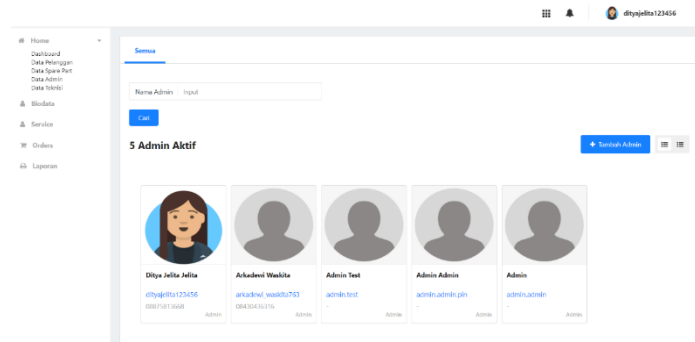 dityajelita123456
Home
Dashboard
Data Pelanggan
Data Spare Part
Data Admin
Data Teknisi
Biodata
Service
Orders
Laporan
Semua
Nama Admin Input
Cari
5 Admin Aktif
+ Tambah Admin
Ditya Jelita Jelita
dityajelita123456
08875813668
Admin
Arkadewi Waskita
arkadewi_waskita763
08430436316
Admin
Admin Test
admin.test
-
Admin
Admin Admin
admin.admin.pin
-
Admin
Admin
admin.admin
-
Admin